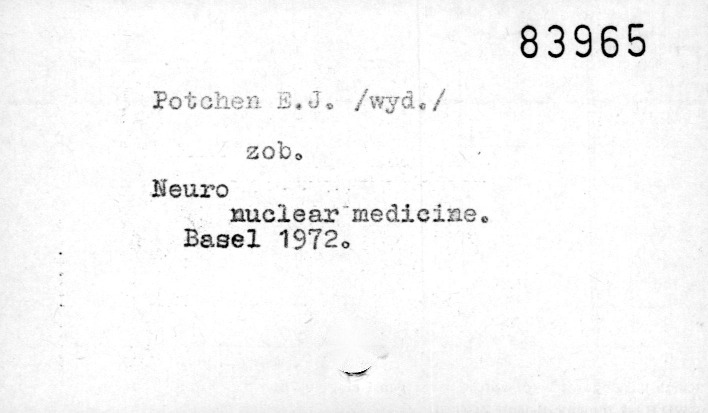 83965
Potchen E.J. /wyd./
zob.
Neuro
nuclear medicine.
Basel 1972.